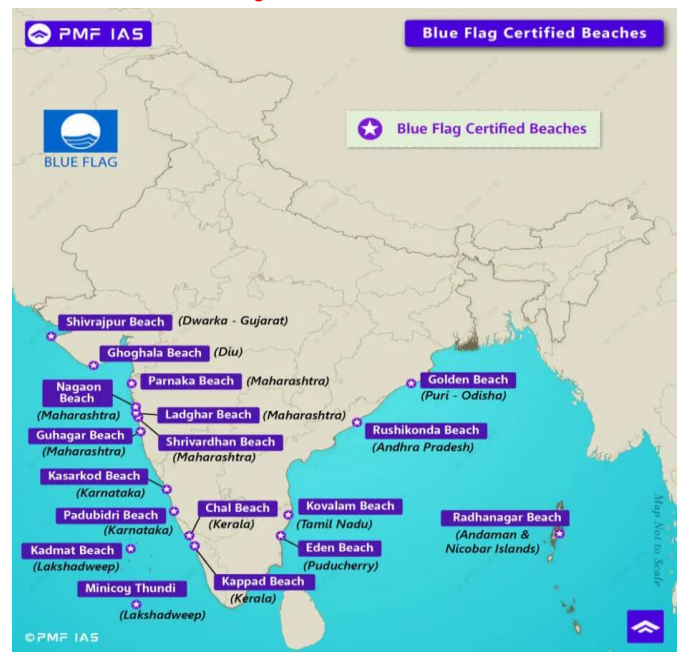 PMF IAS
Blue Flag Certified Beaches
BLUE FLAG
Blue Flag Certified Beaches
Shivrajpur Beach (Dwarka - Gujarat)
Ghoghala Beach (Diu)
Parnaka Beach (Maharashtra)
Nagaon
Beach
(Maharashtra)
Ladghar Beach (Maharashtra)
Guhagar Beach
(Maharashtra)
Shrivardhan Beach
(Maharashtra)
Golden Beach
(Puri - Odisha)
Rushikonda Beach
(Andhra Pradesh)
Kasarkod Beach
(Karnataka)
Padubidri Beach
(Karnataka)
Chal Beach
(Kerala)
Kovalam Beach
(Tamil Nadu)
Radhanagar Beach
(Andaman &
Nicobar Islands)
Kadmat Beach
(Lakshadweep)
Eden Beach
(Puducherry)
Kappad Beach
(Kerala)
Minicoy Thundi
(Lakshadweep)
Map Not to Scale
©PMF IAS